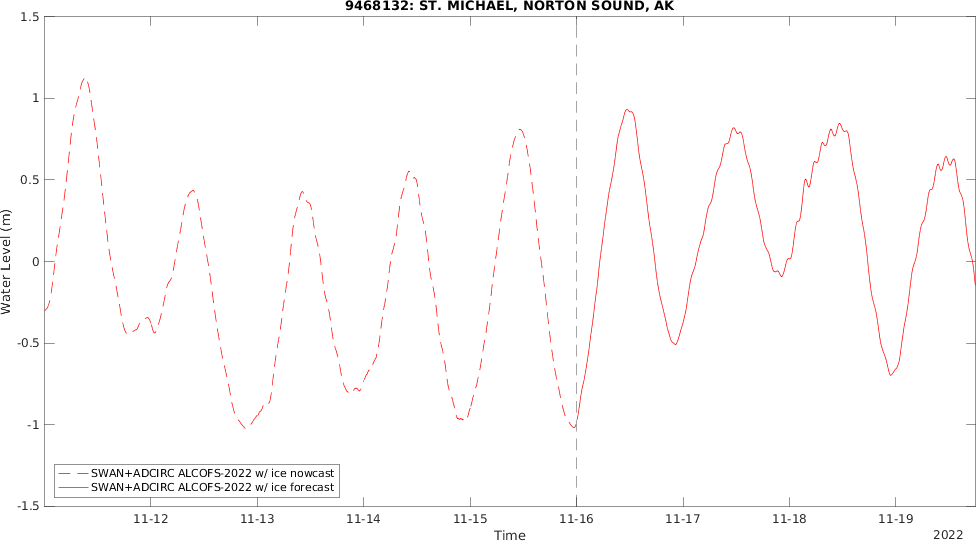 9468132: ST. MICHAEL, NORTON SOUND, AK
1.5
1
0.5
0
-0.5
-1
-1.5
Water Level (m)
SWAN+ADCIRC ALCOFS-2022 w/ ice nowcast
SWAN+ADCIRC ALCOFS-2022 w/ ice forecast
11-12 11-13 11-14 11-15 11-16 11-17 11-18 11-19
Time
2022